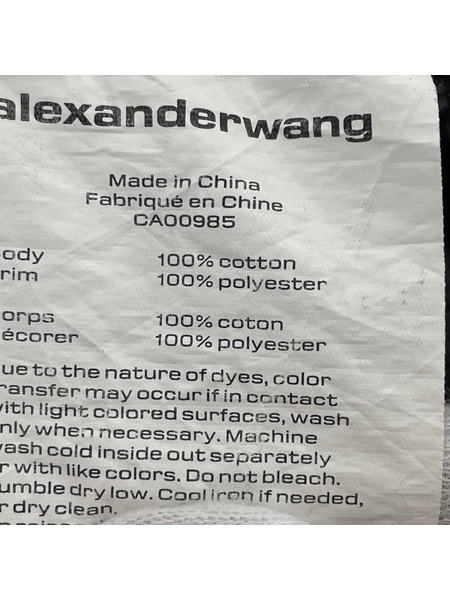 alexanderwang
Made in China
Fabriqué en Chine
CA00985
ody 100% cotton
rim 100% polyester
orps 100% coton
écorer 100% polyester
ue to the nature of dyes, color
ransfer may occur if in contact
with light colored surfaces, wash
nly when necessary. Machine
wash cold inside out separately
r with like colors. Do not bleach.
umble dry low. Cool iron if needed,
r dry clean.